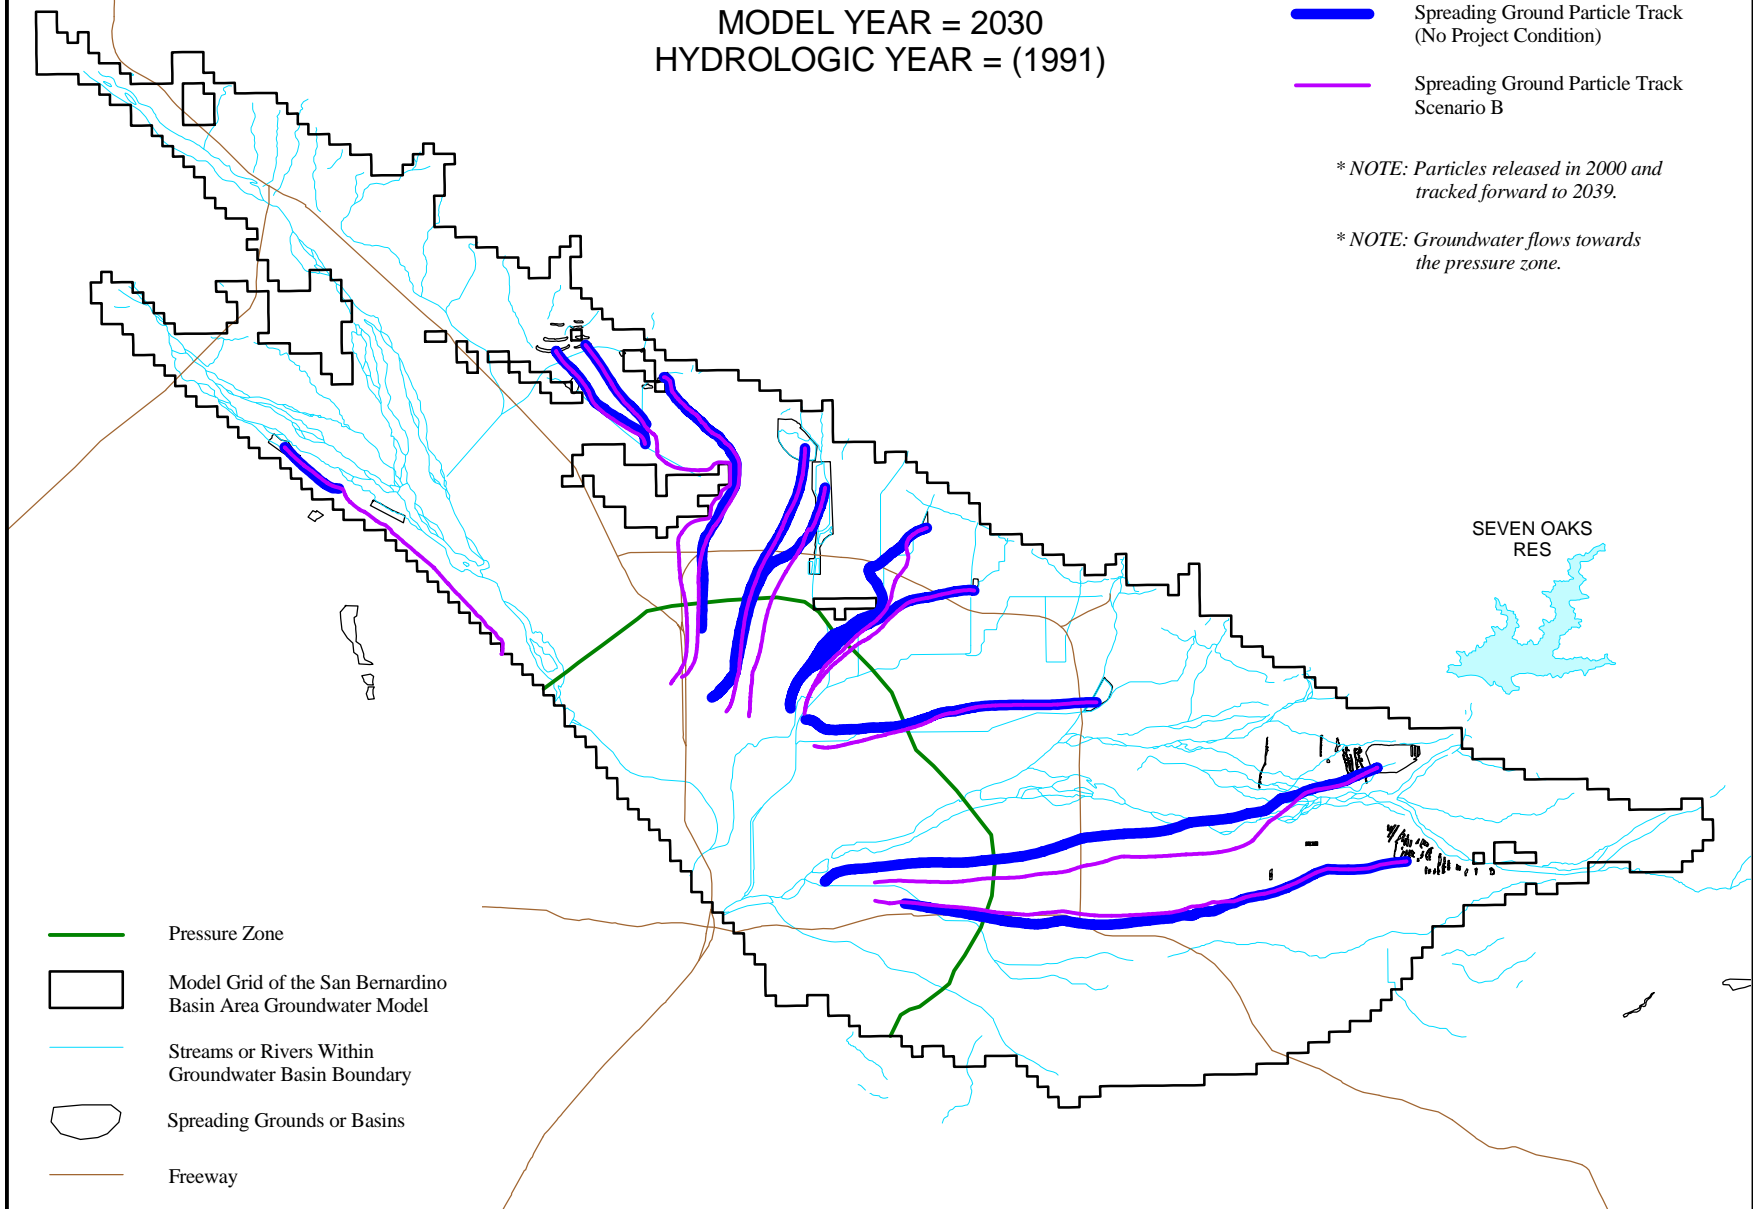 MODEL YEAR = 2030
HYDROLOGIC YEAR = (1991)
Spreading Ground Particle Track
(No Project Condition)
Spreading Ground Particle Track
Scenario B
* NOTE: Particles released in 2000 and
tracked forward to 2039.
* NOTE: Groundwater flows towards
the pressure zone.
SEVEN OAKS
RES
Pressure Zone
Model Grid of the San Bernardino
Basin Area Groundwater Model
Streams or Rivers Within
Groundwater Basin Boundary
Spreading Grounds or Basins
Freeway